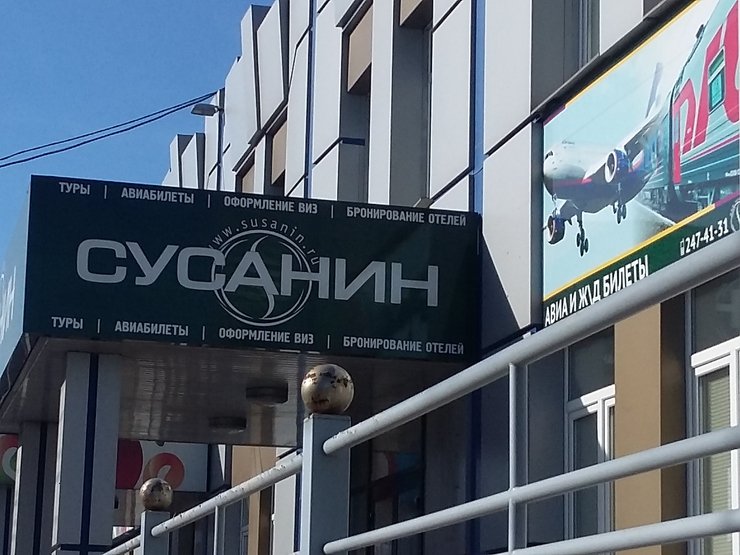 ТУРЫ | АВИАБИЛЕТЫ | ОФОРМЛЕНИЕ ВИЗ | БРОНИРОВАНИЕ ОТЕЛЕЙ
www.susanin.ru
СУСАНИН
ТУРЫ | АВИАБИЛЕТЫ | ОФОРМЛЕНИЕ ВИЗ | БРОНИРОВАНИЕ ОТЕЛЕЙ
ИН
247-41-31
АВИА И Ж\Д БИЛЕТЫ